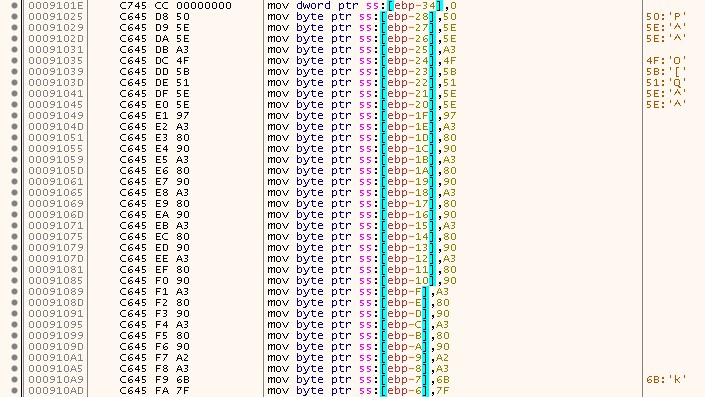 0009101E C745 CC 00000000 mov dword ptr ss:[ebp-34],0
00091025 C645 D8 50 mov byte ptr ss:[ebp-28],50 50:'P'
00091029 C645 D9 5E mov byte ptr ss:[ebp-27],5E 5E:'^'
0009102D C645 DA 5E mov byte ptr ss:[ebp-26],5E 5E:'^'
00091031 C645 DB A3 mov byte ptr ss:[ebp-25],A3
00091035 C645 DC 4F mov byte ptr ss:[ebp-24],4F 4F:'O'
00091039 C645 DD 5B mov byte ptr ss:[ebp-23],5B 5B:'['
0009103D C645 DE 51 mov byte ptr ss:[ebp-22],51 51:'Q'
00091041 C645 DF 5E mov byte ptr ss:[ebp-21],5E 5E:'^'
00091045 C645 E0 5E mov byte ptr ss:[ebp-20],5E 5E:'^'
00091049 C645 E1 97 mov byte ptr ss:[ebp-1F],97
0009104D C645 E2 A3 mov byte ptr ss:[ebp-1E],A3
00091051 C645 E3 80 mov byte ptr ss:[ebp-1D],80
00091055 C645 E4 90 mov byte ptr ss:[ebp-1C],90
00091059 C645 E5 A3 mov byte ptr ss:[ebp-1B],A3
0009105D C645 E6 80 mov byte ptr ss:[ebp-1A],80
00091061 C645 E7 90 mov byte ptr ss:[ebp-19],90
00091065 C645 E8 A3 mov byte ptr ss:[ebp-18],A3
00091069 C645 E9 80 mov byte ptr ss:[ebp-17],80
0009106D C645 EA 90 mov byte ptr ss:[ebp-16],90
00091071 C645 EB A3 mov byte ptr ss:[ebp-15],A3
00091075 C645 EC 80 mov byte ptr ss:[ebp-14],80
00091079 C645 ED 90 mov byte ptr ss:[ebp-13],90
0009107D C645 EE A3 mov byte ptr ss:[ebp-12],A3
00091081 C645 EF 80 mov byte ptr ss:[ebp-11],80
00091085 C645 F0 90 mov byte ptr ss:[ebp-10],90
00091089 C645 F1 A3 mov byte ptr ss:[ebp-F],A3
0009108D C645 F2 80 mov byte ptr ss:[ebp-E],80
00091091 C645 F3 90 mov byte ptr ss:[ebp-D],90
00091095 C645 F4 A3 mov byte ptr ss:[ebp-C],A3
00091099 C645 F5 80 mov byte ptr ss:[ebp-B],80
0009109D C645 F6 90 mov byte ptr ss:[ebp-A],90
000910A1 C645 F7 A2 mov byte ptr ss:[ebp-9],A2
000910A5 C645 F8 A3 mov byte ptr ss:[ebp-8],A3
000910A9 C645 F9 6B mov byte ptr ss:[ebp-7],6B 6B:'k'
000910AD C645 FA 7F mov byte ptr ss:[ebp-6],7F